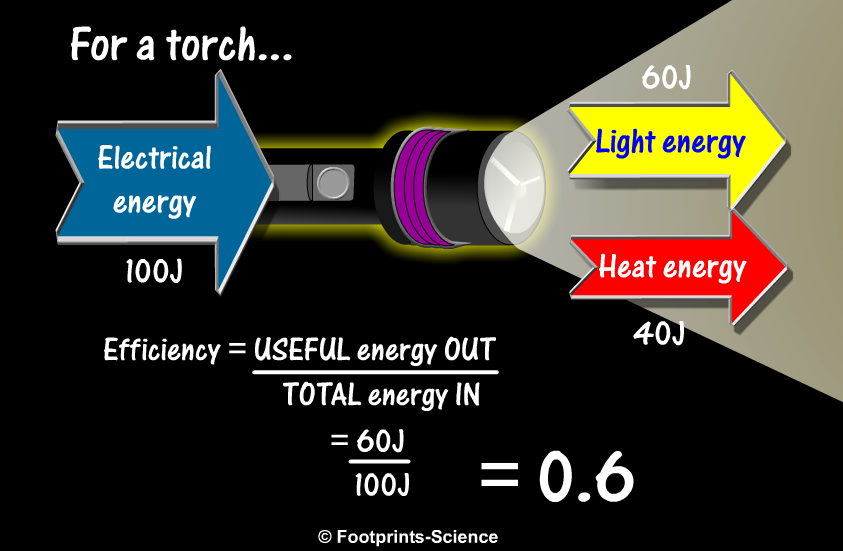 For a torch...
60J
Electrical
energy
Light energy
100J
Heat energy
40J
Efficiency = USEFUL energy OUT
TOTAL energy IN
= 60J
100J
= 0.6
© Footprints-Science